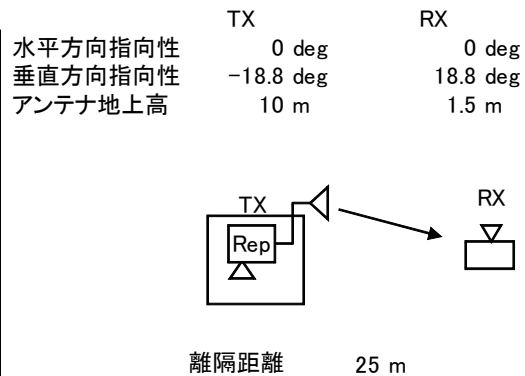 TX RX
水平方向指向性 0 deg 0 deg
垂直方向指向性 -18.8 deg 18.8 deg
アンテナ地上高 10 m 1.5 m
TX RX
Rep
離隔距離 25 m